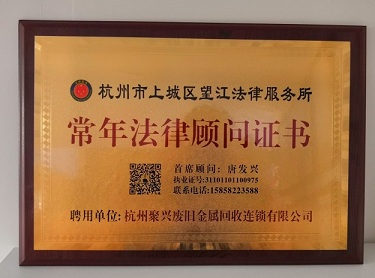 杭州市上城区望江法律服务所
常年法律顾问证书
首席顾问：唐发兴
执业证号:31101101100975
联系电话:15858223588
聘用单位:杭州聚兴废旧金属回收连锁有限公司